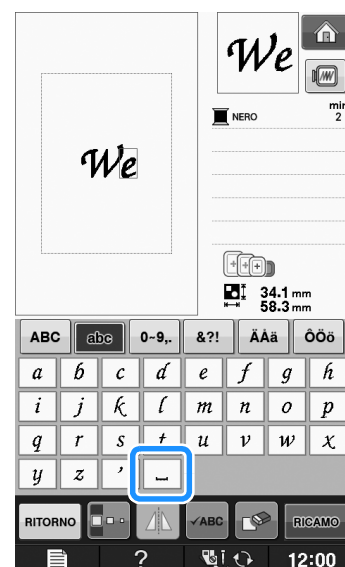 We
We
NERO
min
2
34.1 mm
58.3 mm
ABC abc 0~9,. &?! ÄÀä ÔÖö
a b c d e f g h
i j k l m n o p
q r s t u v w x
y z ’ ⎵
RITORNO ABC RICAMO
? 12:00